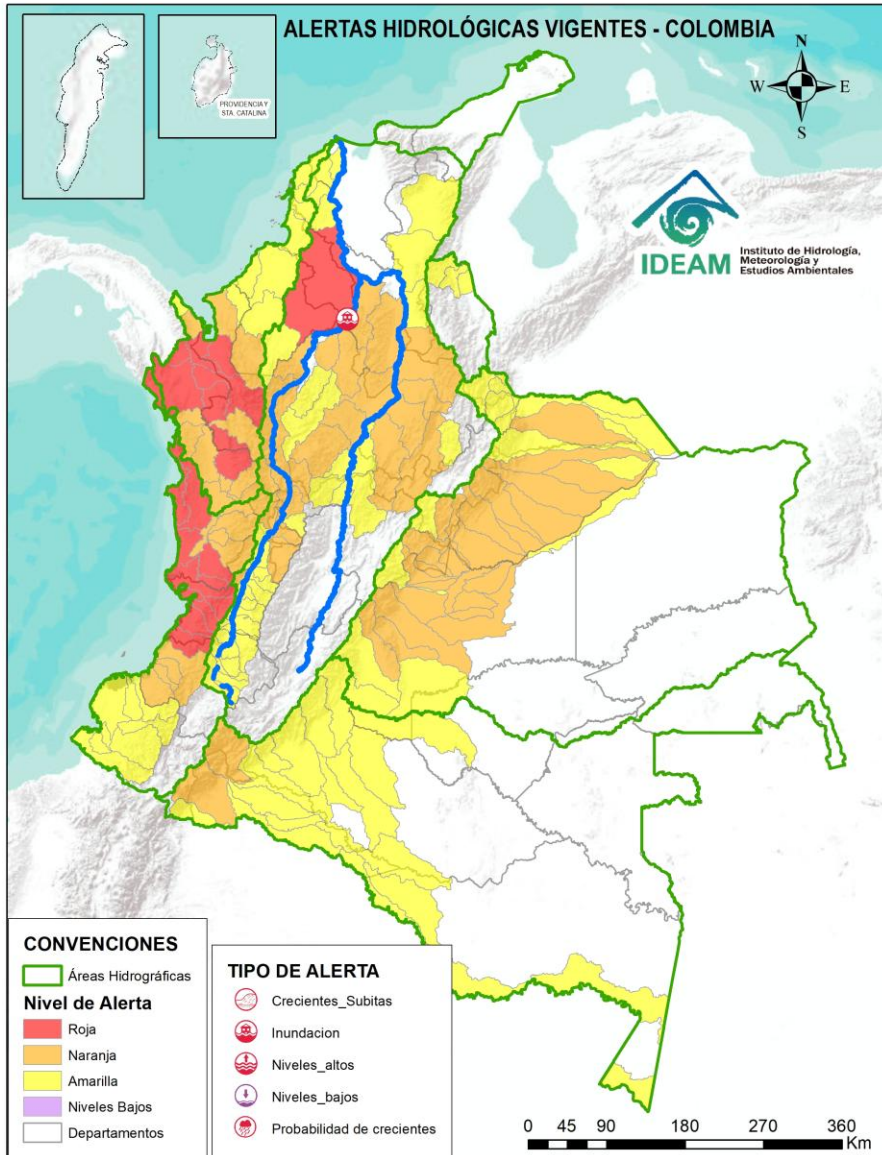 ALERTAS HIDROLÓGICAS VIGENTES - COLOMBIA
PROVIDENCIA Y
STA. CATALINA
N
W
E
S
IDEAM
Instituto de Hidrología,
Meteorología y
Estudios Ambientales
CONVENCIONES
Áreas Hidrográficas
Nivel de Alerta
Roja
Naranja
Amarilla
Niveles Bajos
Departamentos
TIPO DE ALERTA
Crecientes_Subitas
Inundacion
Niveles_altos
Niveles_bajos
Probabilidad de crecientes
0 45 90 180 270 360
Km